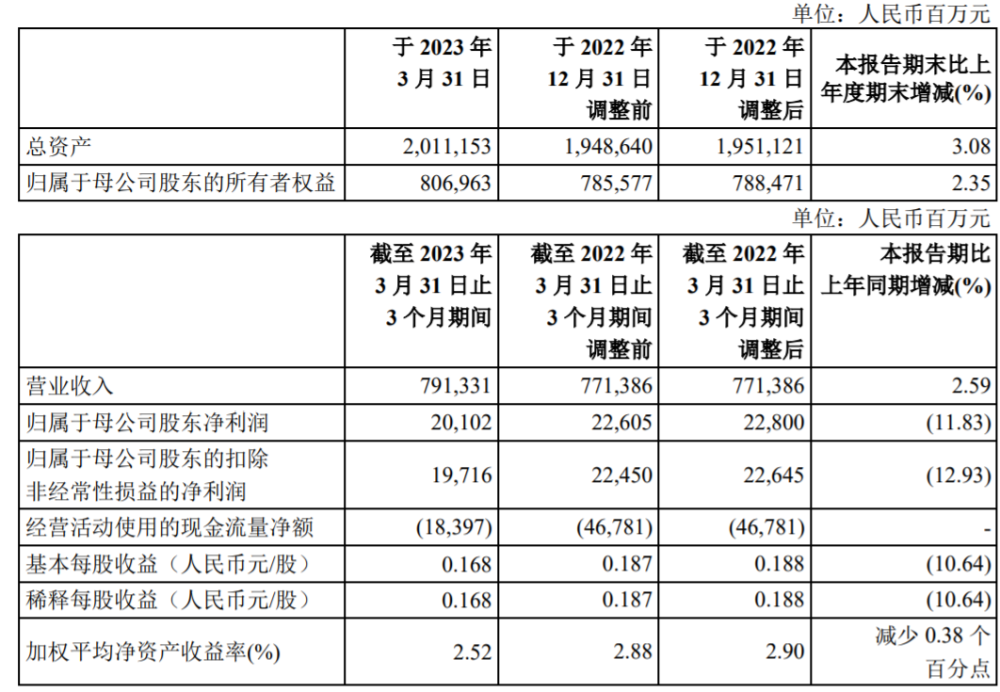 单位：人民币百万元
于 2023 年 3 月 31 日 于 2022 年 12 月 31 日 调整前 于 2022 年 12 月 31 日 调整后 本报告期末比上年度期末增减(%)
总资产 2,011,153 1,948,640 1,951,121 3.08
归属于母公司股东的所有者权益 806,963 785,577 788,471 2.35
单位：人民币百万元
截至 2023 年 3 月 31 日止 3 个月期间 截至 2022 年 3 月 31 日止 3 个月期间 调整前 截至 2022 年 3 月 31 日止 3 个月期间 调整后 本报告期比上年同期增减(%)
营业收入 791,331 771,386 771,386 2.59
归属于母公司股东净利润 20,102 22,605 22,800 (11.83)
归属于母公司股东的扣除非经常性损益的净利润 19,716 22,450 22,645 (12.93)
经营活动使用的现金流量净额 (18,397) (46,781) (46,781) -
基本每股收益（人民币元/股） 0.168 0.187 0.188 (10.64)
稀释每股收益（人民币元/股） 0.168 0.187 0.188 (10.64)
加权平均净资产收益率(%) 2.52 2.88 2.90 减少 0.38 个百分点